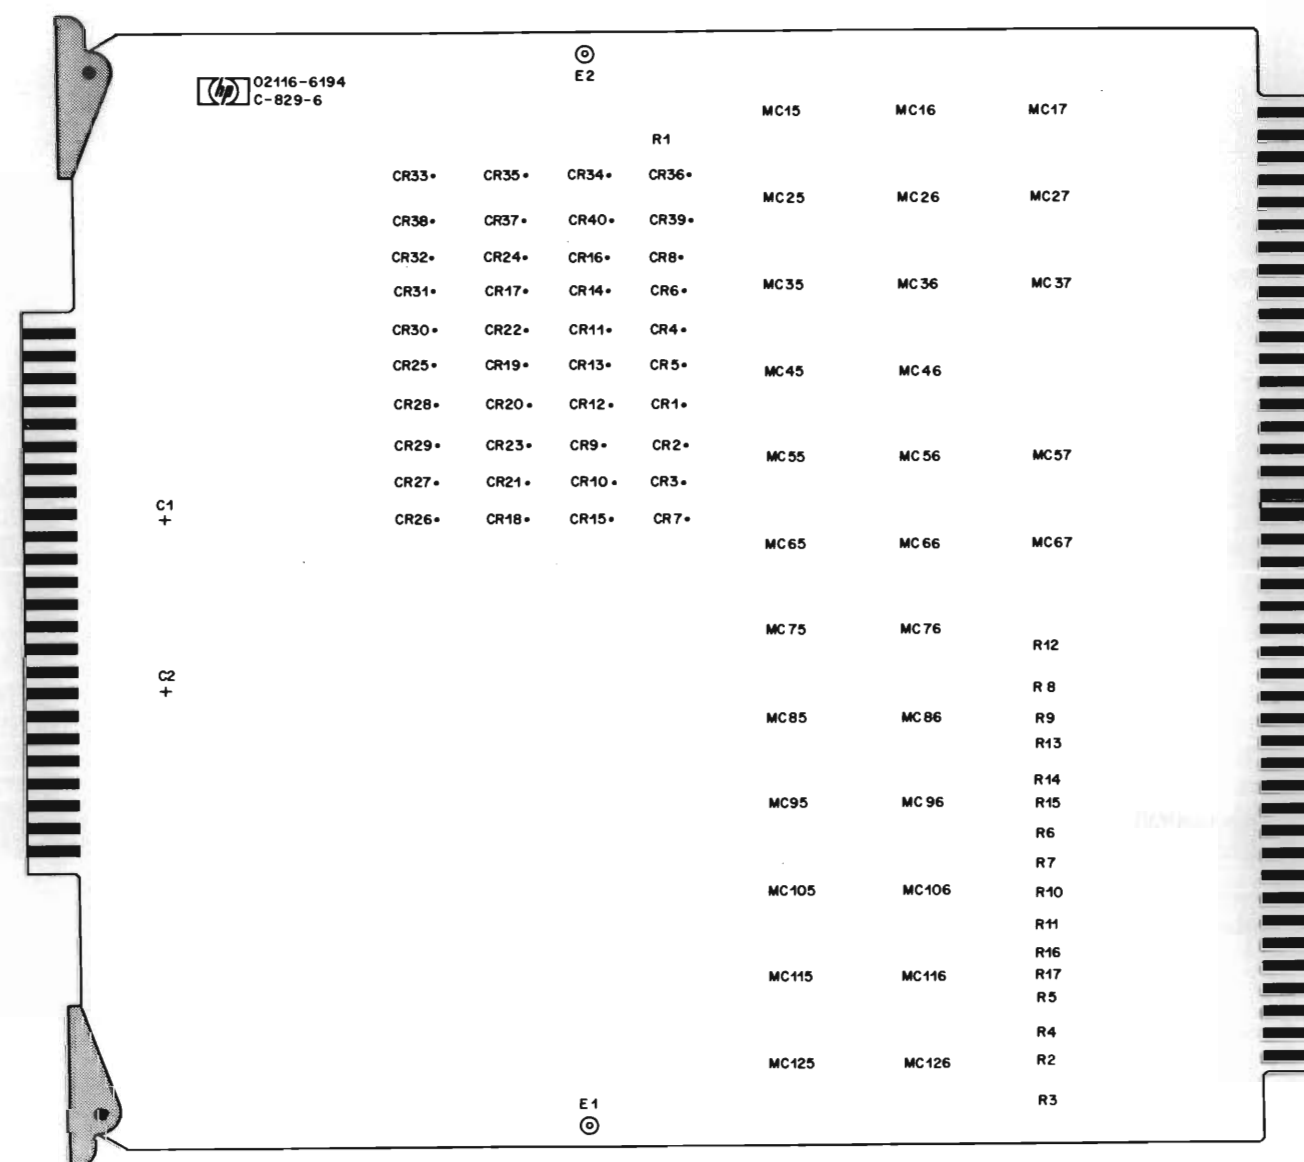 E2
hp 02116-6194
C-829-6
MC15 MC16 MC17
R1
CR33 CR35 CR34 CR36
MC25 MC26 MC27
CR38 CR37 CR40 CR39
CR32 CR24 CR16 CR8
MC35 MC36 MC37
CR31 CR17 CR14 CR6
CR30 CR22 CR11 CR4
CR25 CR19 CR13 CR5
MC45 MC46
CR28 CR20 CR12 CR1
CR29 CR23 CR9 CR2
MC55 MC56 MC57
CR27 CR21 CR10 CR3
C1
+
CR26 CR18 CR15 CR7
MC65 MC66 MC67
MC75 MC76
R12
C2
+
R8
MC85 MC86 R9
R13
R14
MC95 MC96 R15
R6
R7
MC105 MC106 R10
R11
R16
MC115 MC116 R17
R5
R4
MC125 MC126 R2
R3
E1